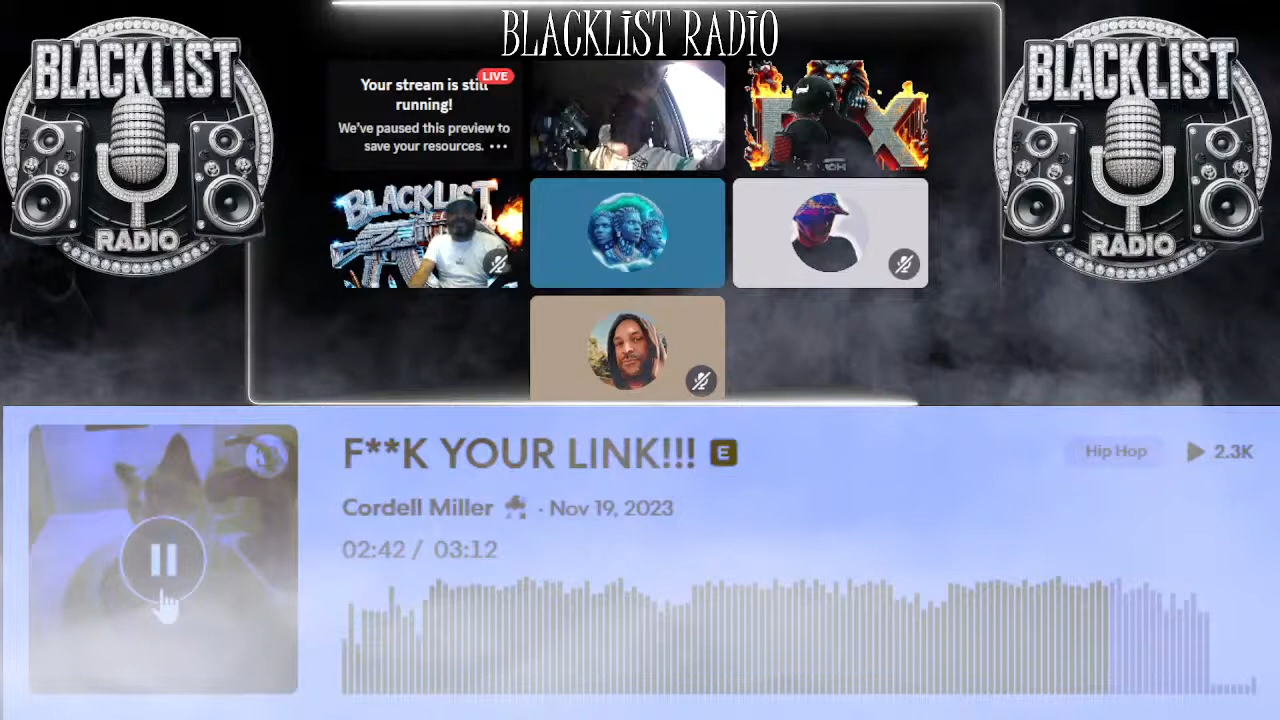 BLACKLIST RADIO
BLACKLIST
RADIO
BLACKLIST
RADIO
LIVE
Your stream is still
running!
We've paused this preview to
save your resources.
BLACKLIST
F**K YOUR LINK!!! E
Hip Hop
2.3K
Cordell Miller · Nov 19, 2023
02:42 / 03:12